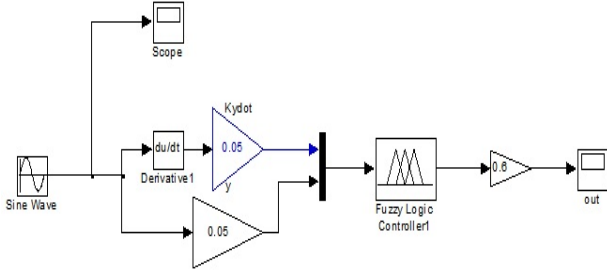 Scope
Kydot
du/dt
0.05
Derivative1
y
Sine Wave
0.05
Fuzzy Logic
Controller1
0.6
out